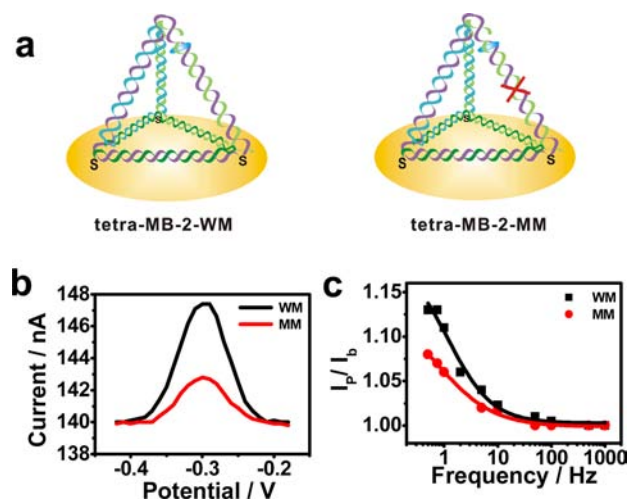 a
S S S
S S S
tetra-MB-2-WM
tetra-MB-2-MM
b
148
146
144
142
140
138
Current / nA
WM
MM
-0.4 -0.3 -0.2
Potential / V
c
1.15
1.10
1.05
1.00
Ip/ Ib
WM
MM
1 10 100 1000
Frequency / Hz